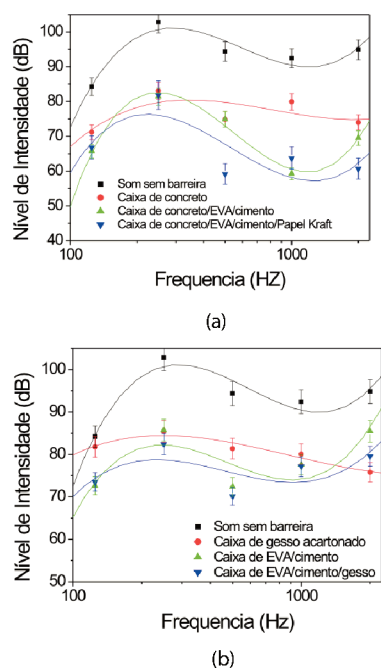 Nível de Intensidade (dB)
110
100
90
80
70
60
50
40
100
1000
Som sem barreira
Caixa de concreto
Caixa de concreto/EVA/cimento
Caixa de concreto/EVA/cimento/Papel Kraft
Frequencia (HZ)
(a)
Nível de Intensidade (dB)
100
90
80
70
60
50
100
1000
Som sem barreira
Caixa de gesso acartonado
Caixa de EVA/cimento
Caixa de EVA/cimento/gesso
Frequência (Hz)
(b)